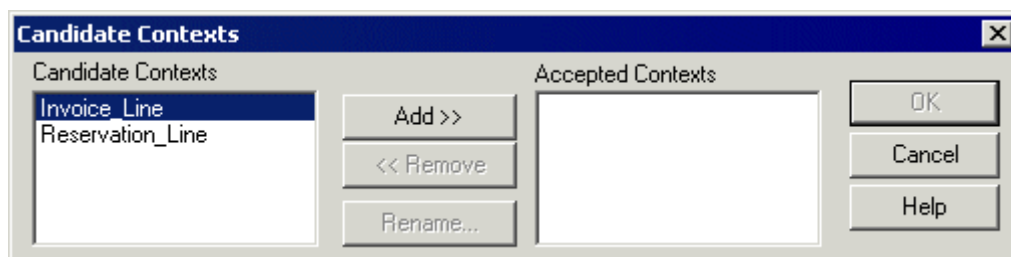 Candidate Contexts
Candidate Contexts
Accepted Contexts
Invoice_Line
Reservation_Line
Add >>
<< Remove
Rename...
OK
Cancel
Help